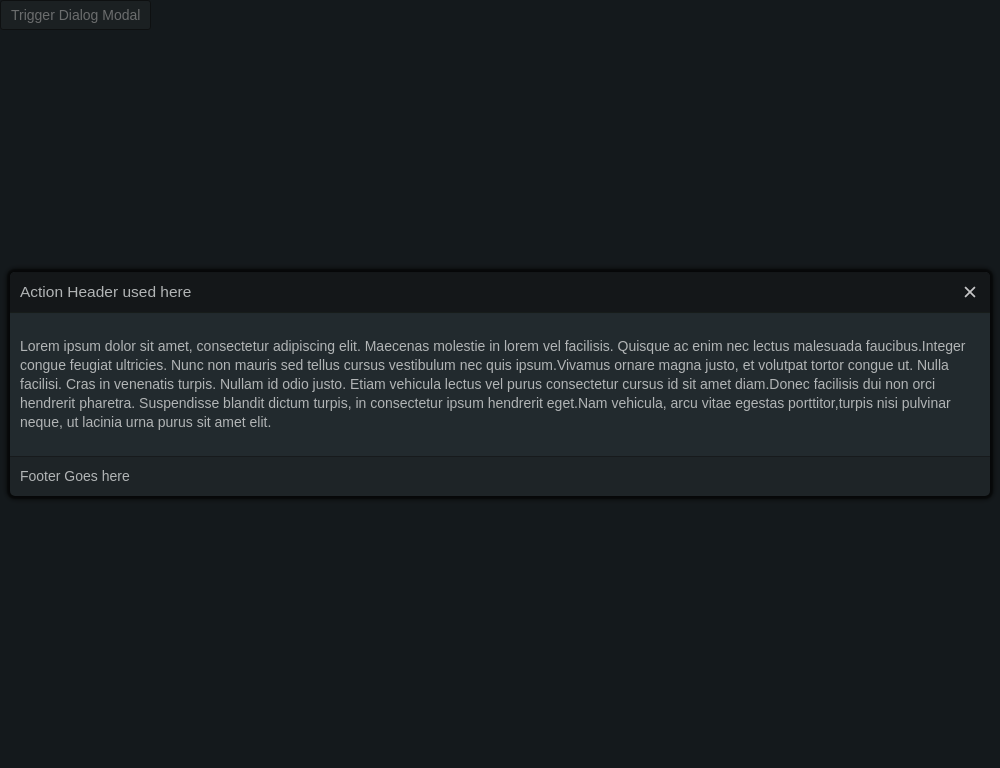 Trigger Dialog Modal
Action Header used here
Lorem ipsum dolor sit amet, consectetur adipiscing elit. Maecenas molestie in lorem vel facilisis. Quisque ac enim nec lectus malesuada faucibus.Integer
congue feugiat ultricies. Nunc non mauris sed tellus cursus vestibulum nec quis ipsum.Vivamus ornare magna justo, et volutpat tortor congue ut. Nulla
facilisi. Cras in venenatis turpis. Nullam id odio justo. Etiam vehicula lectus vel purus consectetur cursus id sit amet diam.Donec facilisis dui non orci
hendrerit pharetra. Suspendisse blandit dictum turpis, in consectetur ipsum hendrerit eget.Nam vehicula, arcu vitae egestas porttitor,turpis nisi pulvinar
neque, ut lacinia urna purus sit amet elit.
Footer Goes here